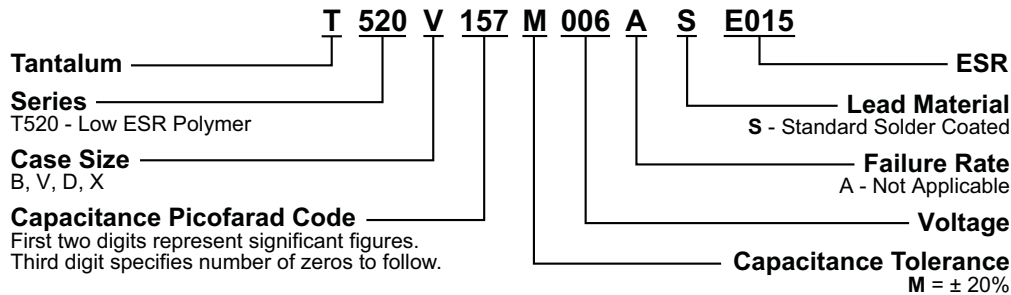 T 520 V 157 M 006 A S E015
Tantalum
Series
T520 - Low ESR Polymer
Case Size
B, V, D, X
Capacitance Picofarad Code
First two digits represent significant figures.
Third digit specifies number of zeros to follow.
ESR
Lead Material
S - Standard Solder Coated
Failure Rate
A - Not Applicable
Voltage
Capacitance Tolerance
M = ± 20%